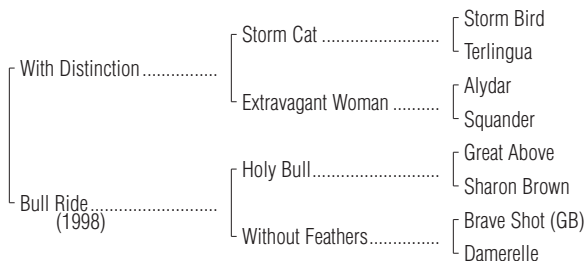 Storm Bird
Storm Cat ........................
Terlingua
With Distinction...............
Alydar
Extravagant Woman ..........
Squander
Great Above
Holy Bull..........................
Sharon Brown
Bull Ride.........................
(1998)
Brave Shot (GB)
Without Feathers..............
Damerelle